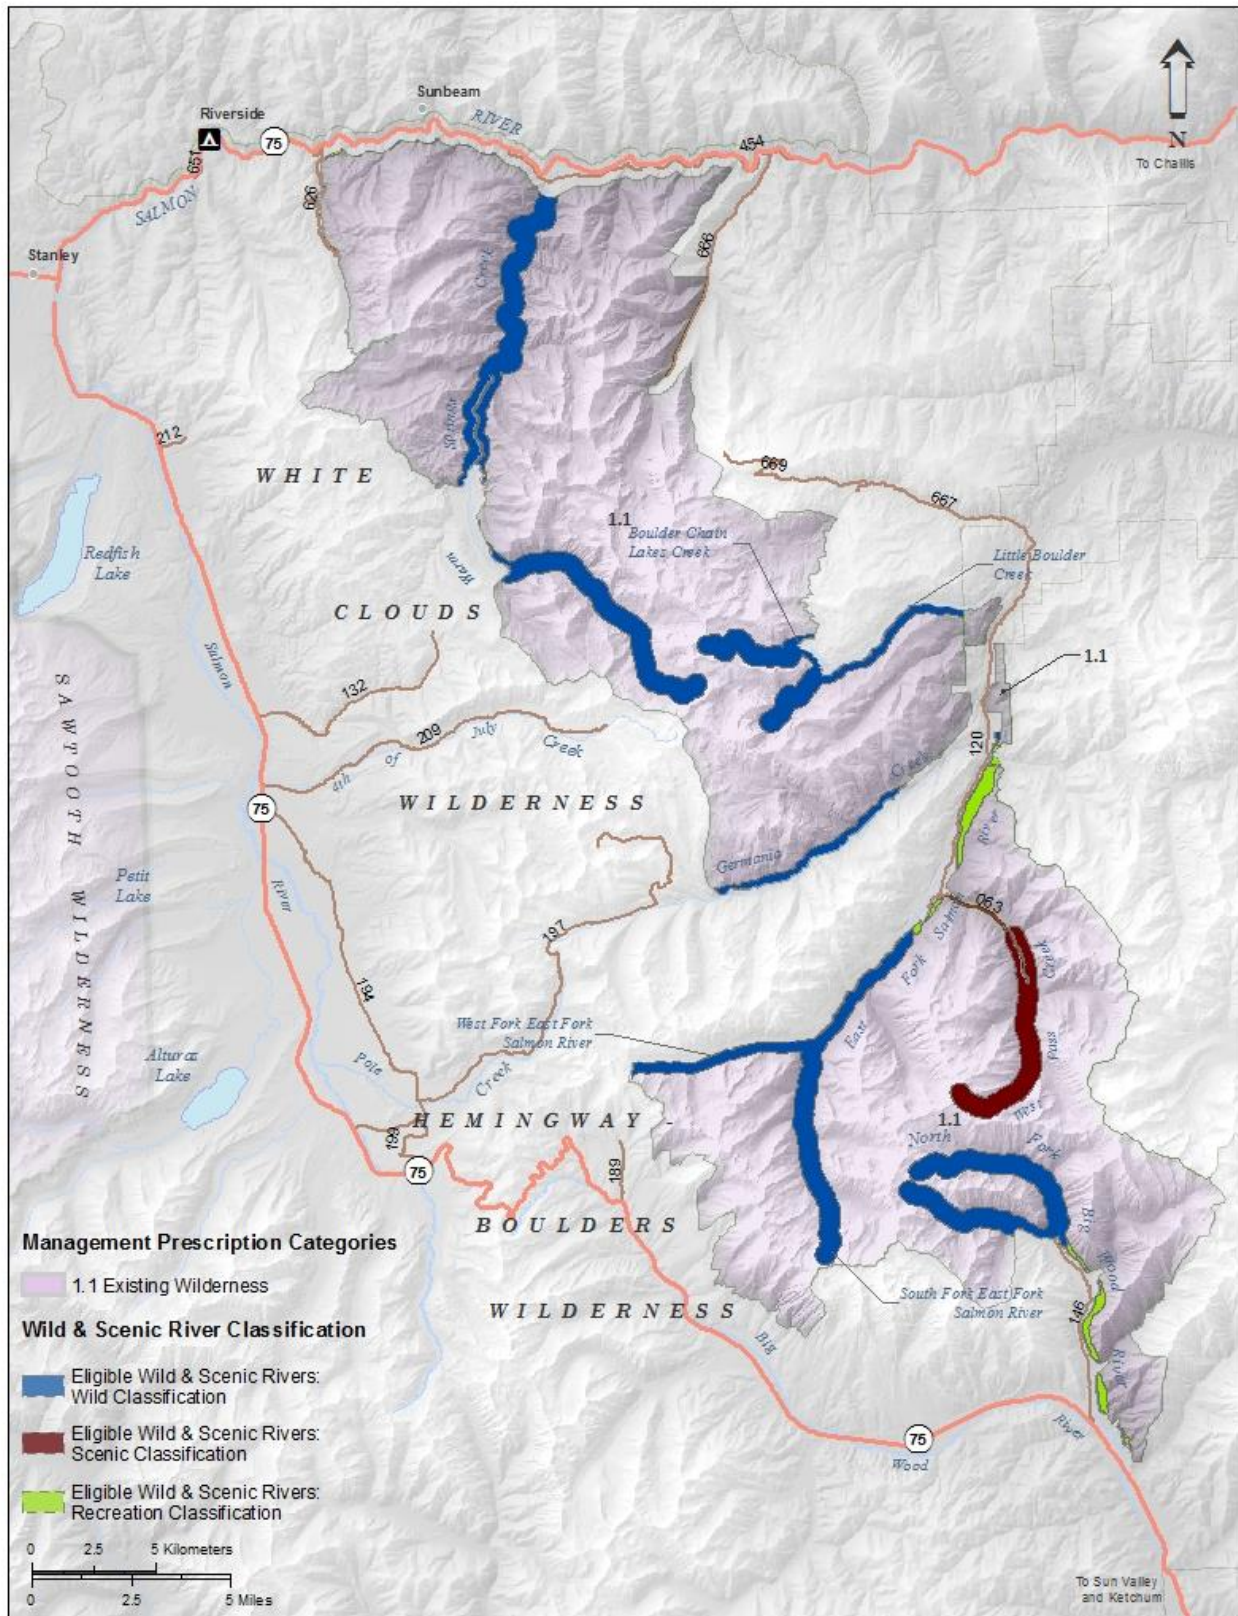 Sunbeam
Riverside
RIVER
75
454
N
To Challis
651
SALMON
626
666
Stanley
Creek
212
Springs
WHITE
669
667
1.1
Boulder Chain
Lakes Creek
Little Boulder
Creek
Redfish
Lake
Warm
CLOUDS
Salmon
1.1
132
SAWTOOTH WILDERNESS
209
4th of July Creek
120
75
WILDERNESS
Creek
River
Germania
Petit
Lake
River
063
Salmon
197
Fork
Creek
194
West Fork East Fork
Salmon River
East
Pass
Alturas
Lake
Pole
Creek
West
HEMINGWAY -
1.1
North
Fork
199
75
189
BOULDERS
Big
Management Prescription Categories
1.1 Existing Wilderness
Wood
South Fork East Fork
Salmon River
WILDERNESS
146
Big
River
Wild & Scenic River Classification
Eligible Wild & Scenic Rivers:
Wild Classification
Eligible Wild & Scenic Rivers:
Scenic Classification
75
River
Wood
Eligible Wild & Scenic Rivers:
Recreation Classification
0 2.5 5 Kilometers
0 2.5 5 Miles
To Sun Valley
and Ketchum